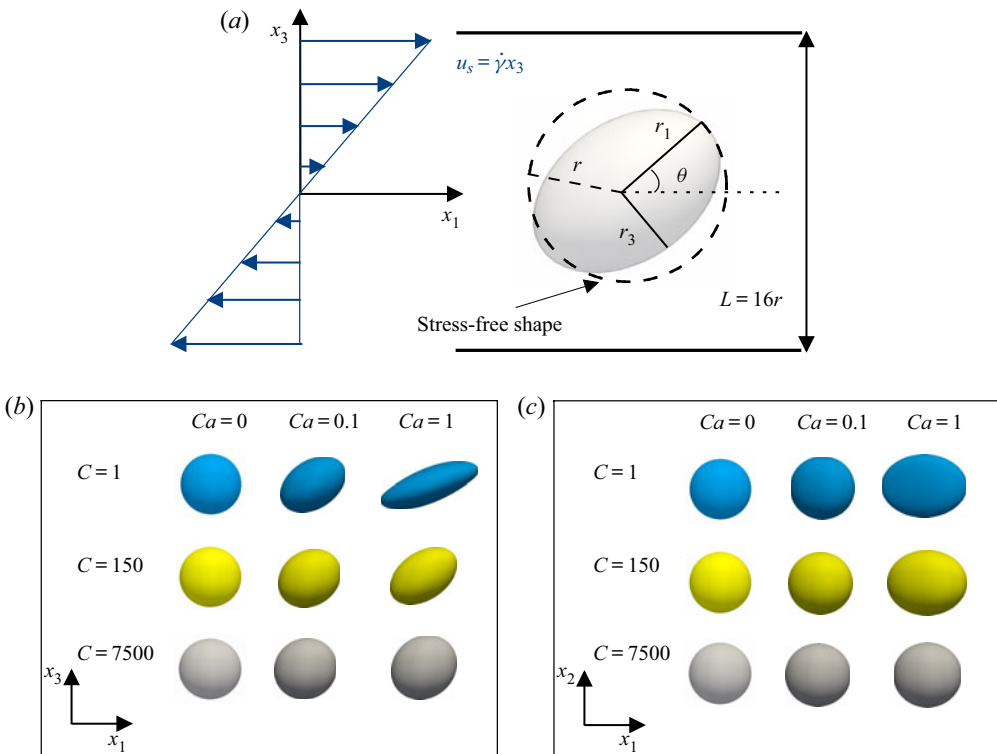 (a)
x3
us = γ̇x3
r1
r
θ
x1
r3
L = 16r
Stress-free shape
(b)
Ca = 0 Ca = 0.1 Ca = 1
C = 1
C = 150
C = 7500
x3
x1
(c)
Ca = 0 Ca = 0.1 Ca = 1
C = 1
C = 150
C = 7500
x2
x1